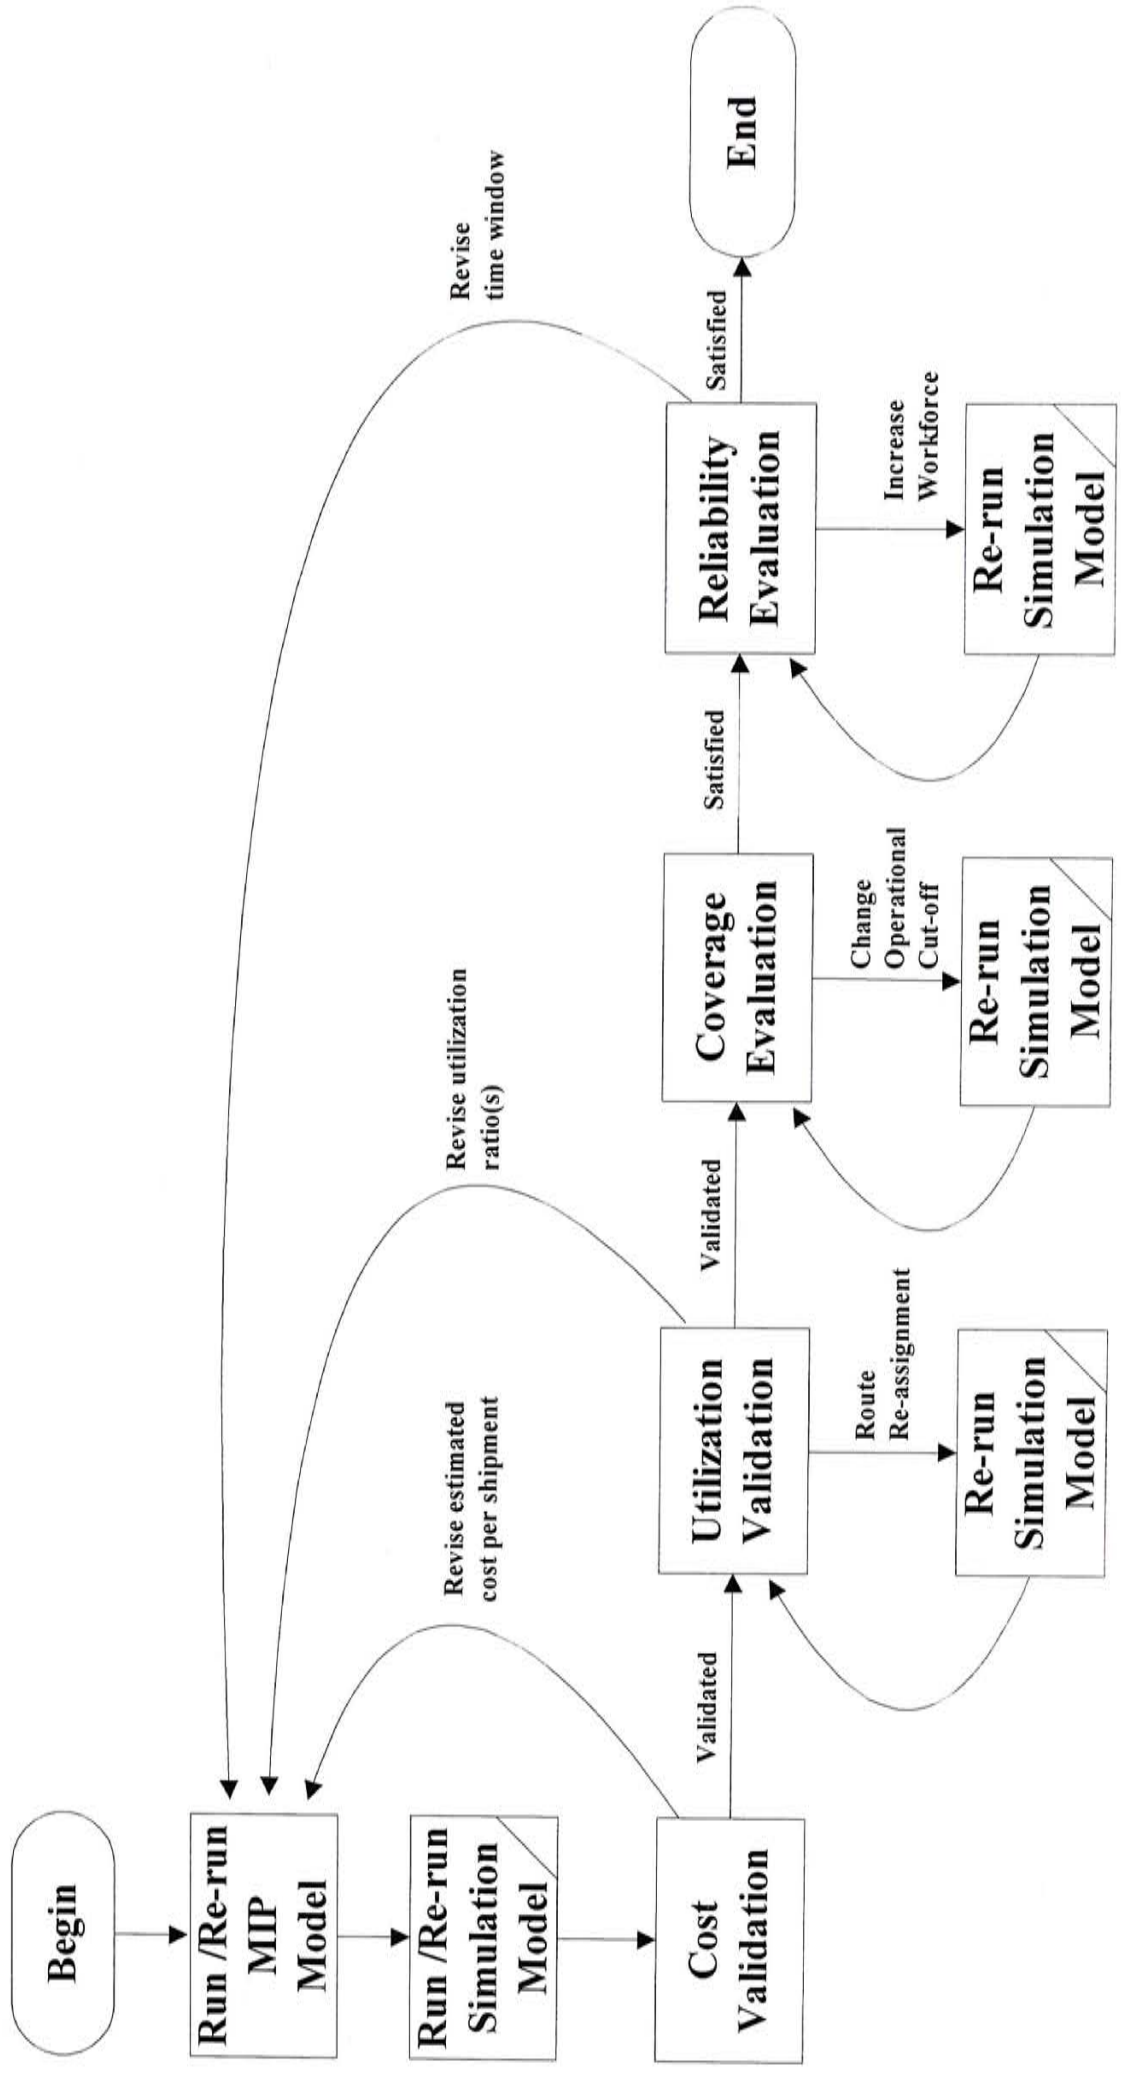 Begin
Run /Re-run
MIP
Model
Run /Re-run
Simulation
Model
Cost
Validation
Revise estimated
cost per shipment
Validated
Utilization
Validation
Revise utilization
ratio(s)
Route
Re-assignment
Re-run
Simulation
Model
Validated
Coverage
Evaluation
Change
Operational
Cut-off
Re-run
Simulation
Model
Satisfied
Reliability
Evaluation
Revise
time window
Increase
Workforce
Re-run
Simulation
Model
Satisfied
End